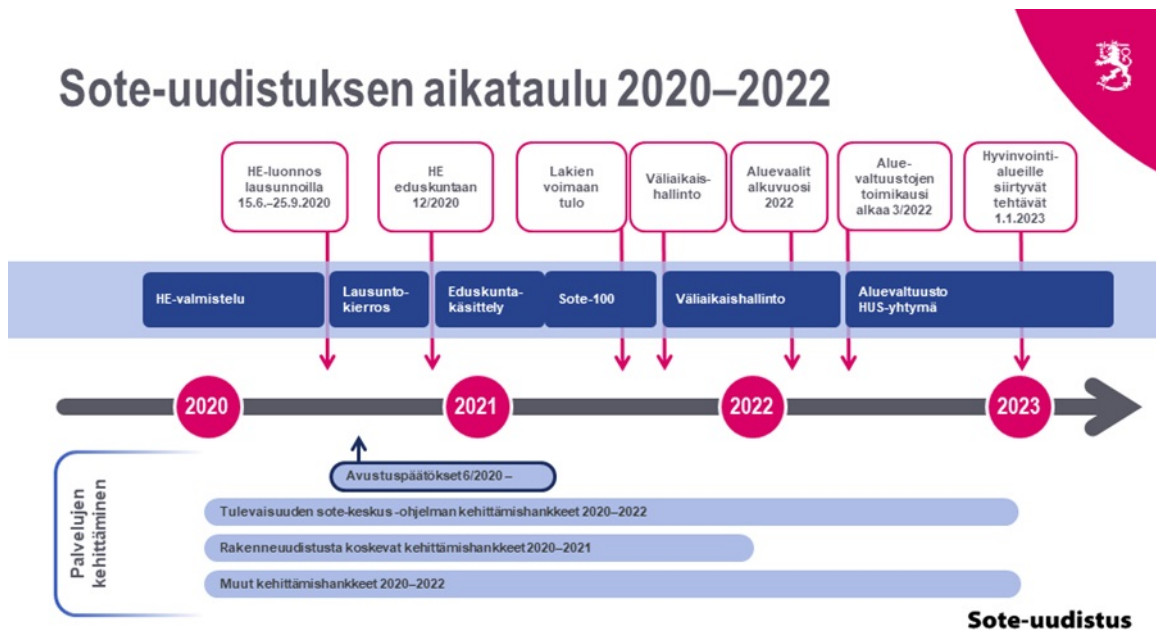 Sote-uudistuksen aikataulu 2020–2022
HE-luonnos
lausunnoilla
15.6.–25.9.2020
HE
eduskuntaan
12/2020
Lakien
voimaan
tulo
Väliaikais-
hallinto
Aluevaalit
alkuvuosi
2022
Alue-
valtuustojen
toimikausi
alkaa 3/2022
Hyvinvointi-
alueille
siirtyvät
tehtävät
1.1.2023
HE-valmistelu
Lausunto-
kierros
Eduskunta-
käsittely
Sote-100
Väliaikaishallinto
Aluevaltuusto
HUS-yhtymä
2020
2021
2022
2023
Palvelujen
kehittäminen
Avustuspäätökset 6/2020 –
Tulevaisuuden sote-keskus -ohjelman kehittämishankkeet 2020–2022
Rakenneuudistusta koskevat kehittämishankkeet 2020–2021
Muut kehittämishankkeet 2020–2022
Sote-uudistus